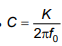 , C = K / 2πf₀